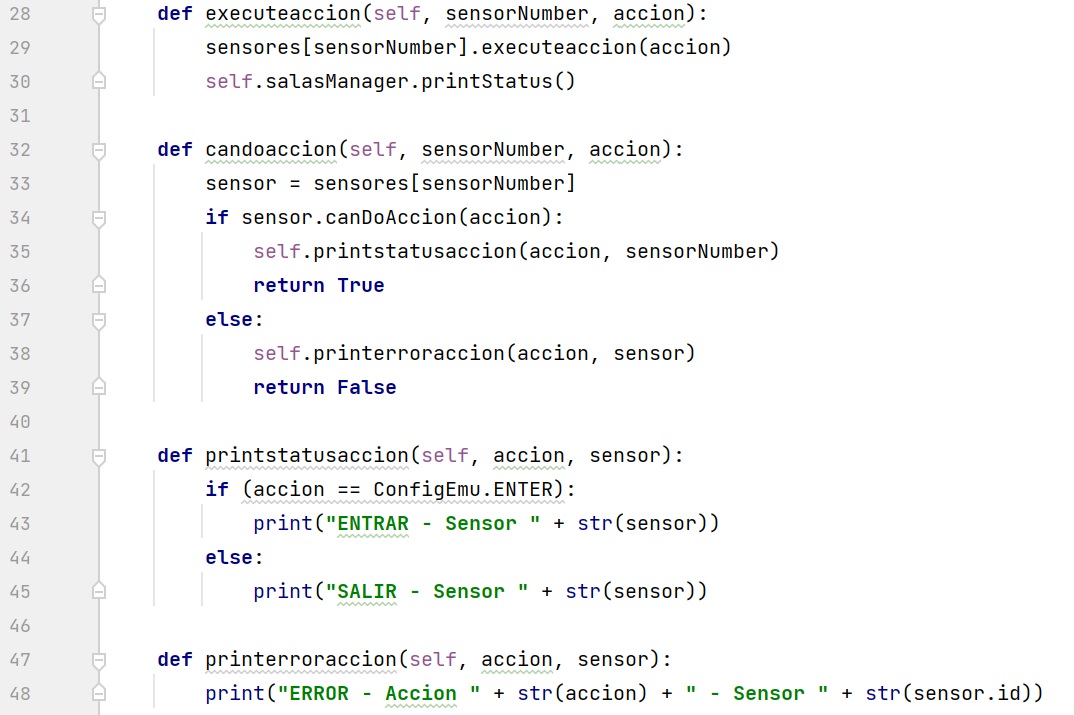 28 def executeaccion(self, sensorNumber, accion):
29 sensores[sensorNumber].executeaccion(accion)
30 self.salasManager.printStatus()
31
32 def candoaccion(self, sensorNumber, accion):
33 sensor = sensores[sensorNumber]
34 if sensor.canDoAccion(accion):
35 self.printstatusaccion(accion, sensorNumber)
36 return True
37 else:
38 self.printerroraccion(accion, sensor)
39 return False
40
41 def printstatusaccion(self, accion, sensor):
42 if (accion == ConfigEmu.ENTER):
43 print("ENTRAR - Sensor " + str(sensor))
44 else:
45 print("SALIR - Sensor " + str(sensor))
46
47 def printerroraccion(self, accion, sensor):
48 print("ERROR - Accion " + str(accion) + " - Sensor " + str(sensor.id))